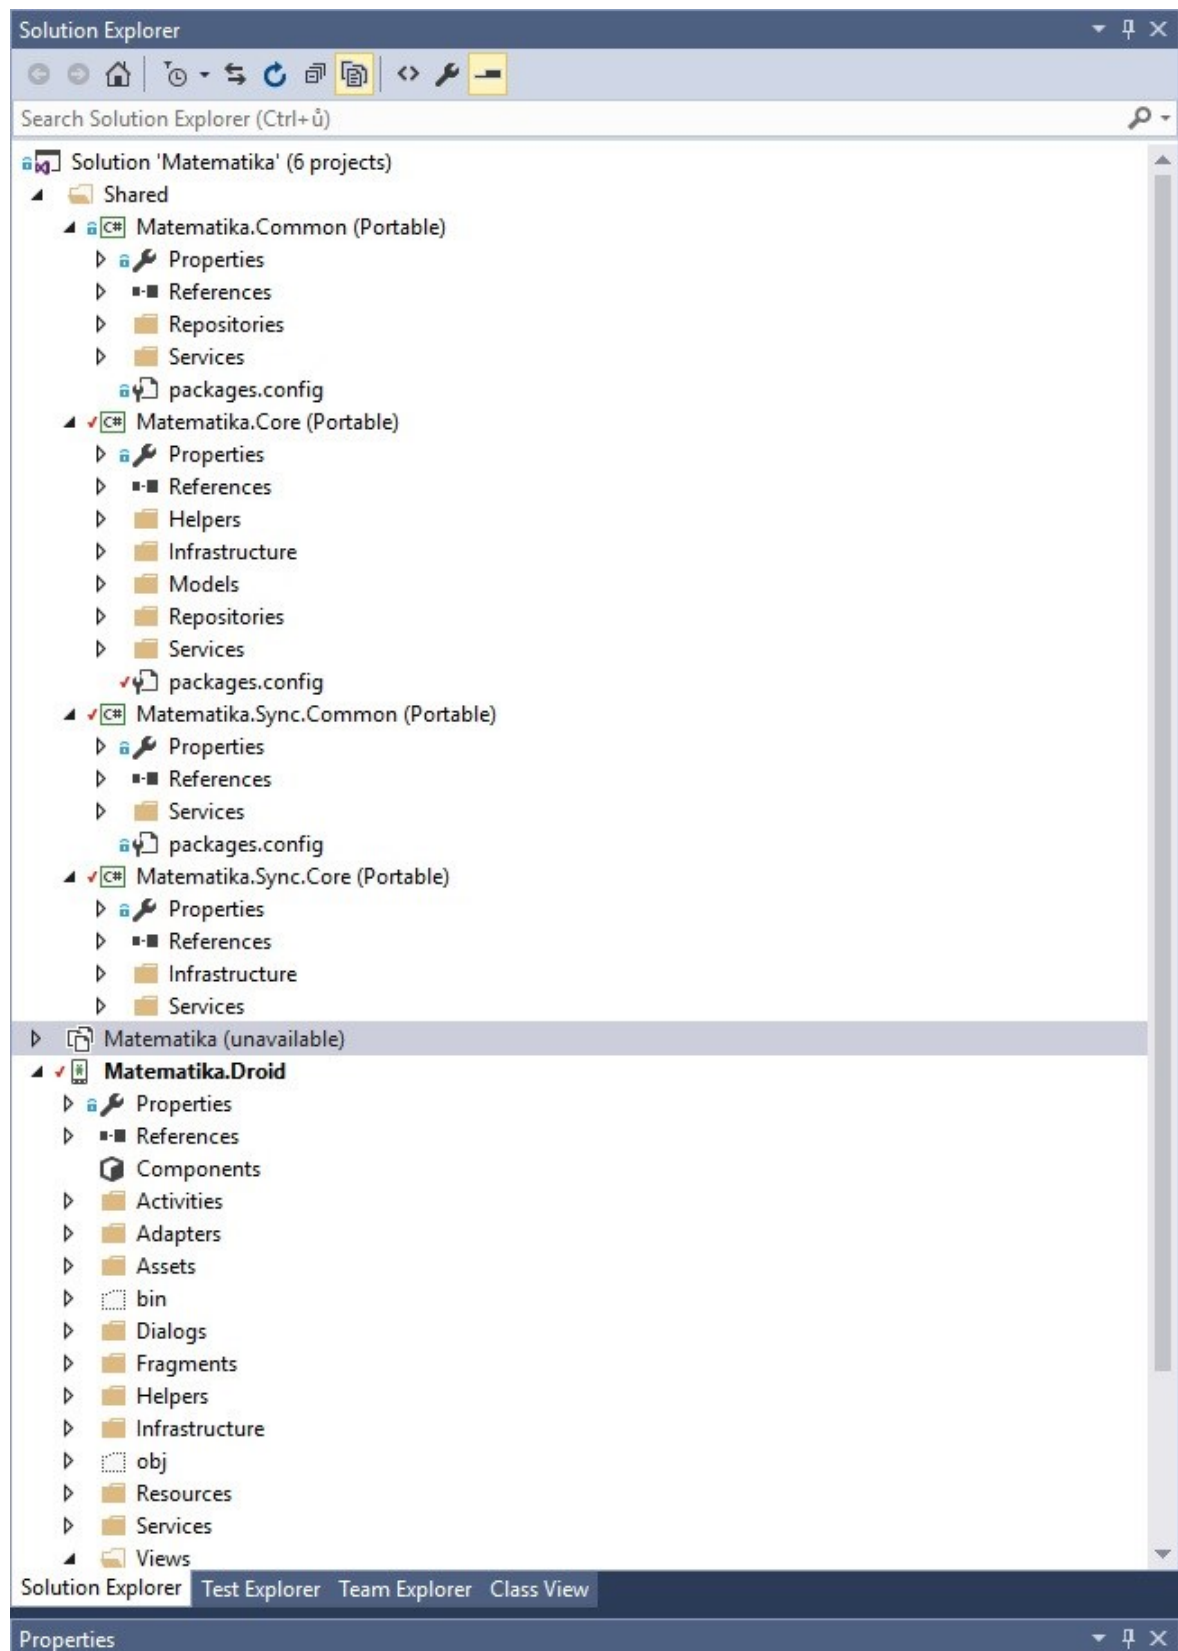 Solution Explorer
Search Solution Explorer (Ctrl+ů)
Solution 'Matematika' (6 projects)
Shared
C# Matematika.Common (Portable)
Properties
References
Repositories
Services
packages.config
C# Matematika.Core (Portable)
Properties
References
Helpers
Infrastructure
Models
Repositories
Services
packages.config
C# Matematika.Sync.Common (Portable)
Properties
References
Services
packages.config
C# Matematika.Sync.Core (Portable)
Properties
References
Infrastructure
Services
Matematika (unavailable)
Matematika.Droid
Properties
References
Components
Activities
Adapters
Assets
bin
Dialogs
Fragments
Helpers
Infrastructure
obj
Resources
Services
Views
Solution Explorer Test Explorer Team Explorer Class View
Properties